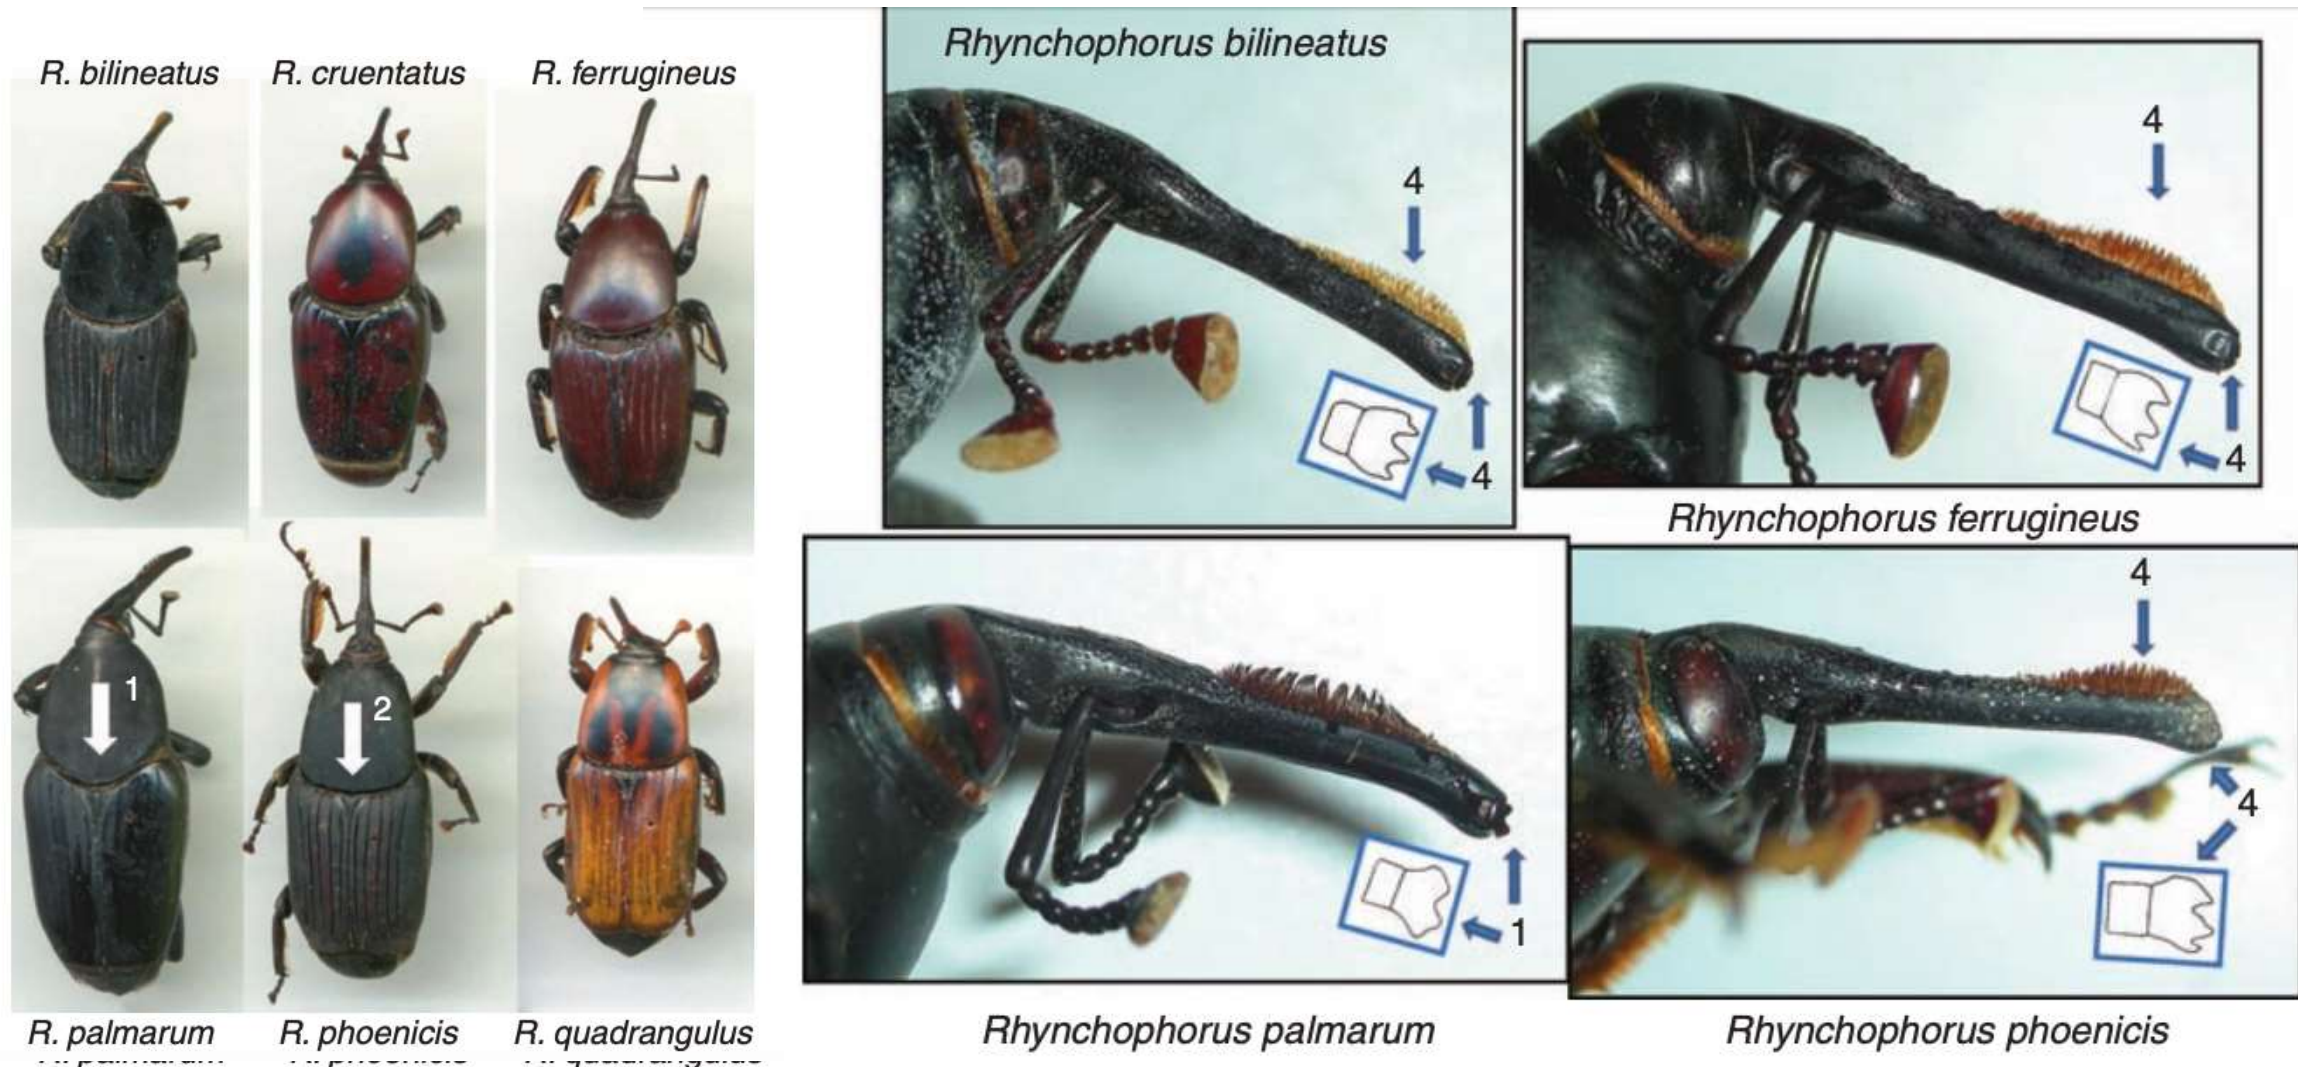 R. bilineatus
R. cruentatus
R. ferrugineus
1
2
R. palmarum
R. phoenicis
R. quadrangulus
Rhynchophorus bilineatus
4
4
4
4
Rhynchophorus ferrugineus
1
Rhynchophorus palmarum
4
4
Rhynchophorus phoenicis